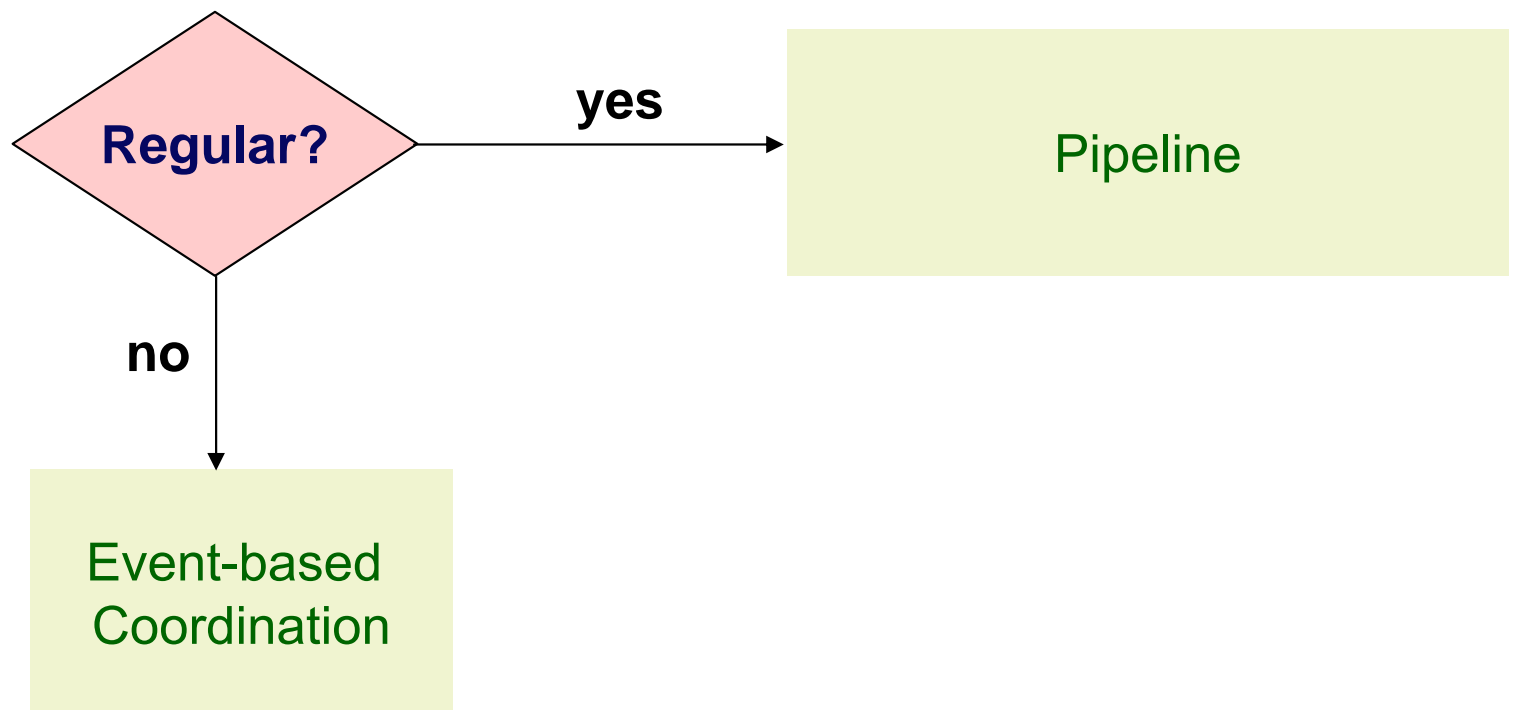 yes
Regular?
Pipeline
no
Event-based
Coordination